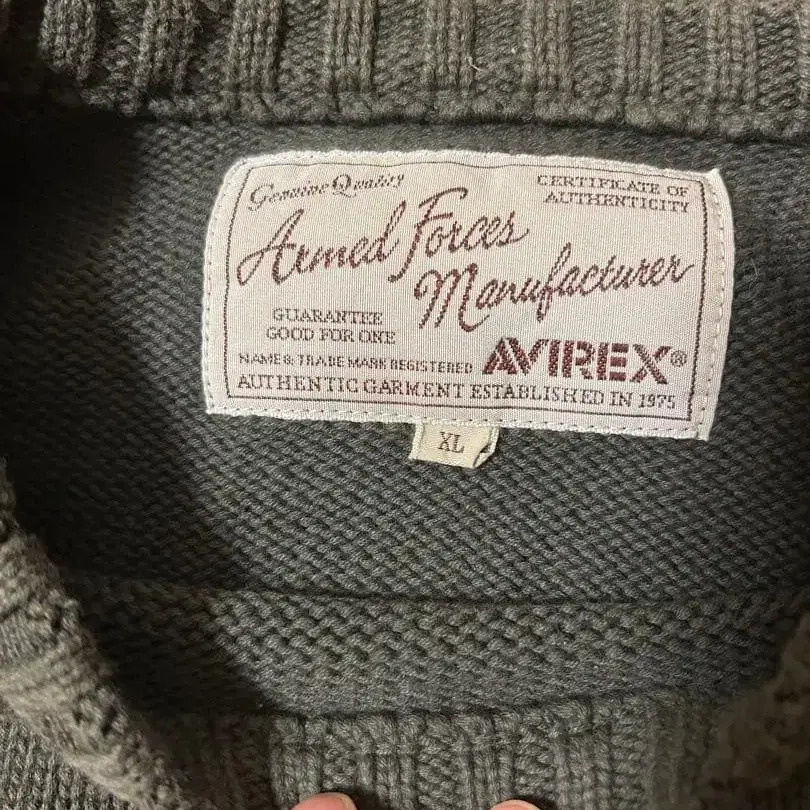 Genuine Quality
CERTIFICATE OF
AUTHENTICITY
Armed Forces
Manufacturer
GUARANTEE
GOOD FOR ONE
NAME & TRADE MARK REGISTERED
AVIREX®
AUTHENTIC GARMENT ESTABLISHED IN 1975
XL